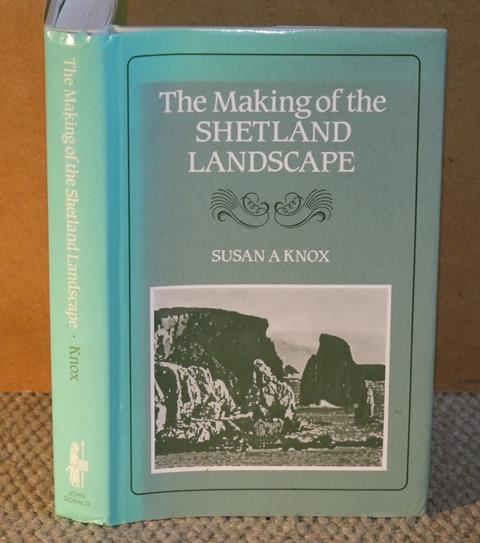 The Making of the Shetland Landscape · Knox
JOHN
DONALD
The Making of the
SHETLAND
LANDSCAPE
SUSAN A KNOX